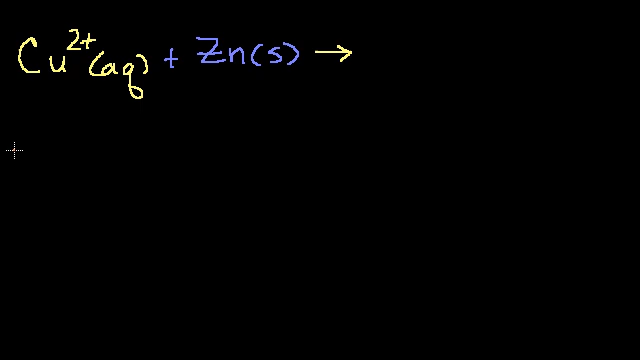 Cu²⁺(aq) + Zn(s) →